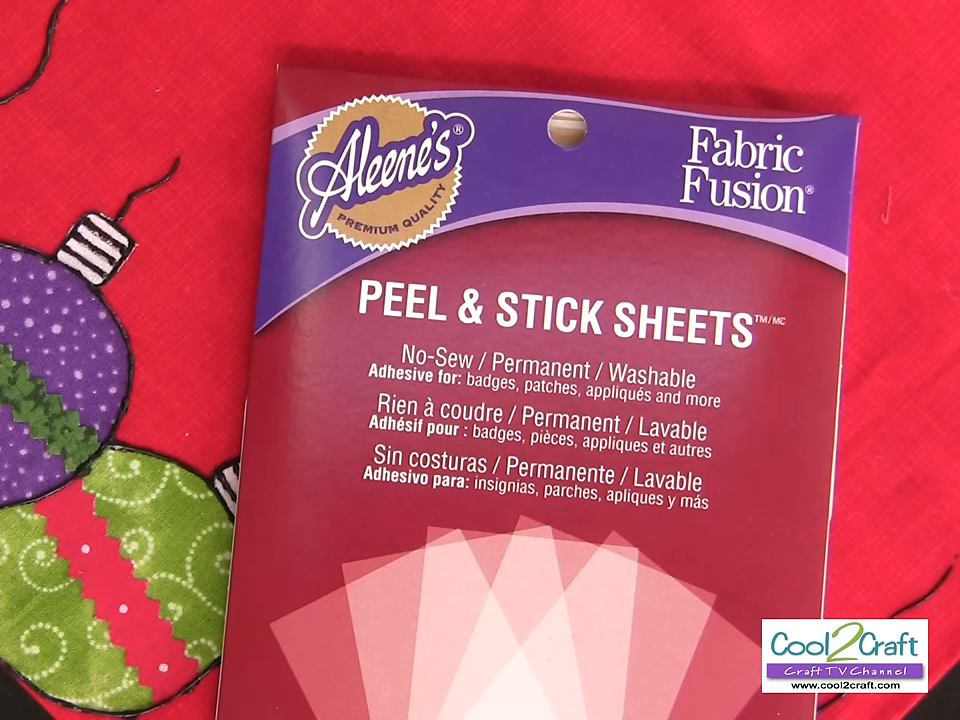 Aleene's®
PREMIUM QUALITY
Fabric
Fusion®
PEEL & STICK SHEETS™/MC
No-Sew / Permanent / Washable
Adhesive for: badges, patches, appliqués and more
Rien à coudre / Permanent / Lavable
Adhésif pour : badges, pièces, appliques et autres
Sin costuras / Permanente / Lavable
Adhesivo para: insignias, parches, apliques y más
Cool2Craft
Craft TV Channel
www.cool2craft.com